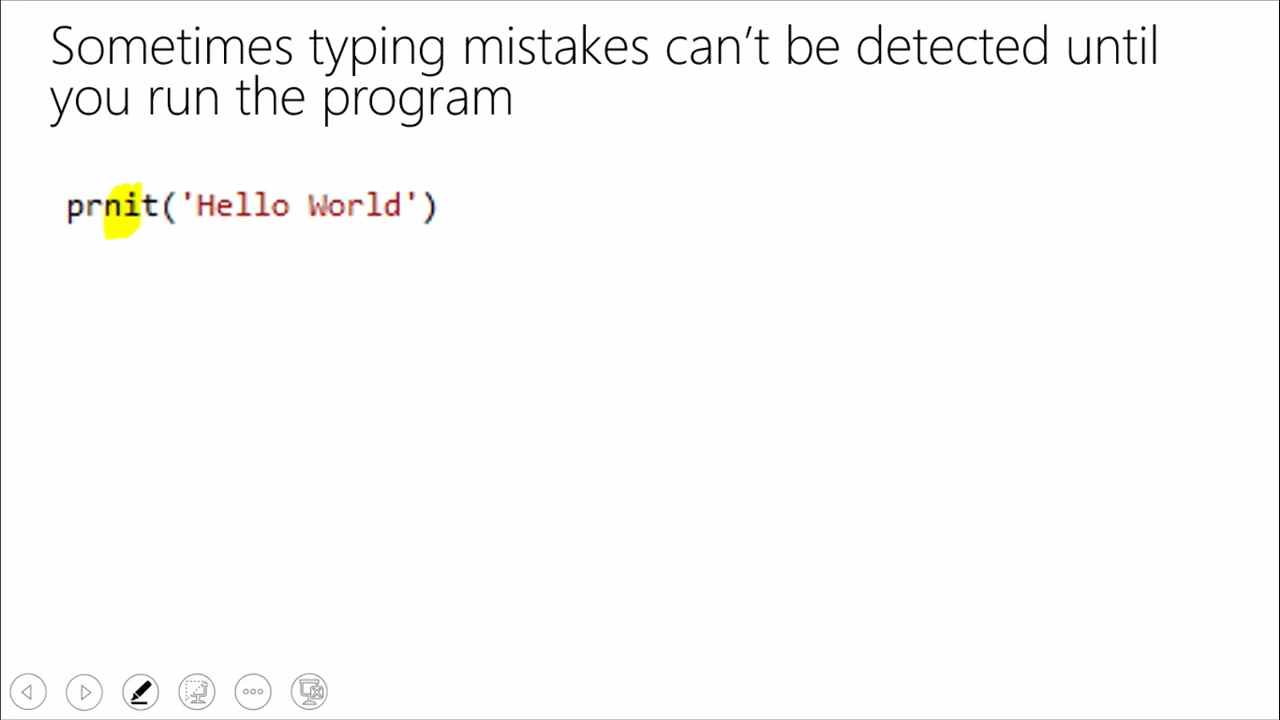 Sometimes typing mistakes can’t be detected until
you run the program
prnit('Hello World')